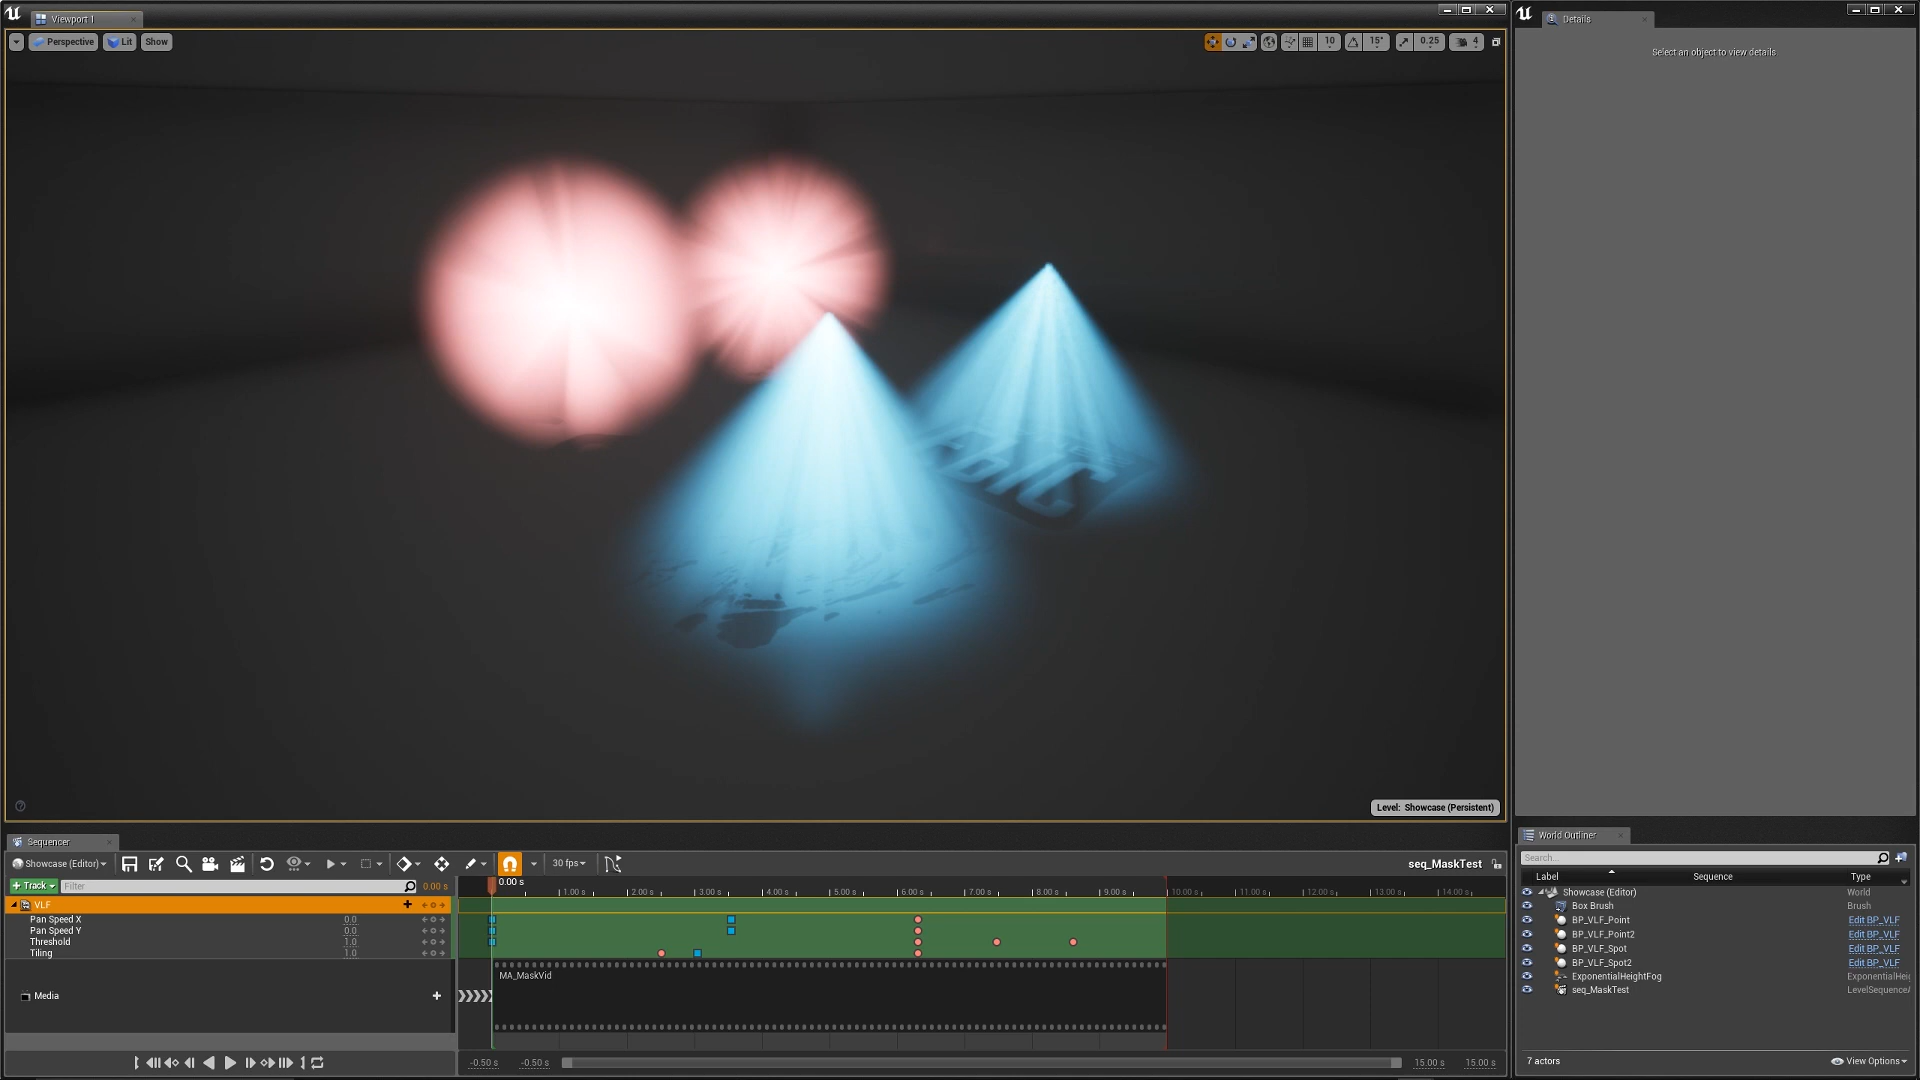 Viewport 1
Perspective
Lit
Show
10
15°
0.25
4
Level: Showcase (Persistent)
Details
Select an object to view details
Sequencer
Showcase (Editor)
30 fps
seq_MaskTest
+ Track
Filter
0.00 s
0.00 s
1.00 s
2.00 s
3.00 s
4.00 s
5.00 s
6.00 s
7.00 s
8.00 s
9.00 s
10.00 s
11.00 s
12.00 s
13.00 s
14.00 s
VLF
Pan Speed X 0.0
Pan Speed Y 0.0
Threshold 1.0
Tiling 1.0
Media
MA_MaskVid
-0.50 s
-0.50 s
15.00 s
15.00 s
World Outliner
Search...
Label Sequence Type
Showcase (Editor) World
Box Brush Brush
BP_VLF_Point Edit BP_VLF
BP_VLF_Point2 Edit BP_VLF
BP_VLF_Spot Edit BP_VLF
BP_VLF_Spot2 Edit BP_VLF
ExponentialHeightFog ExponentialHei
seq_MaskTest LevelSequenceA
7 actors
View Options